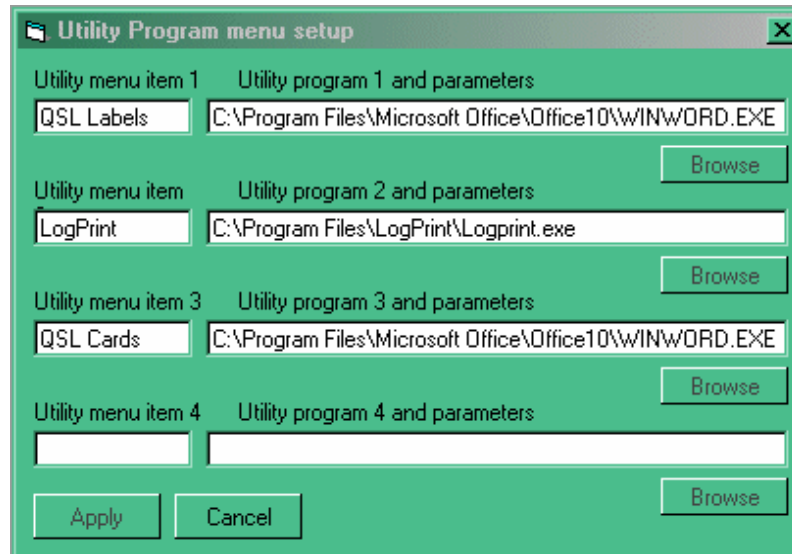 Utility Program menu setup
Utility menu item 1 Utility program 1 and parameters
QSL Labels C:\Program Files\Microsoft Office\Office10\WINWORD.EXE
Browse
Utility menu item Utility program 2 and parameters
LogPrint C:\Program Files\LogPrint\Logprint.exe
Browse
Utility menu item 3 Utility program 3 and parameters
QSL Cards C:\Program Files\Microsoft Office\Office10\WINWORD.EXE
Browse
Utility menu item 4 Utility program 4 and parameters
Browse
Apply Cancel